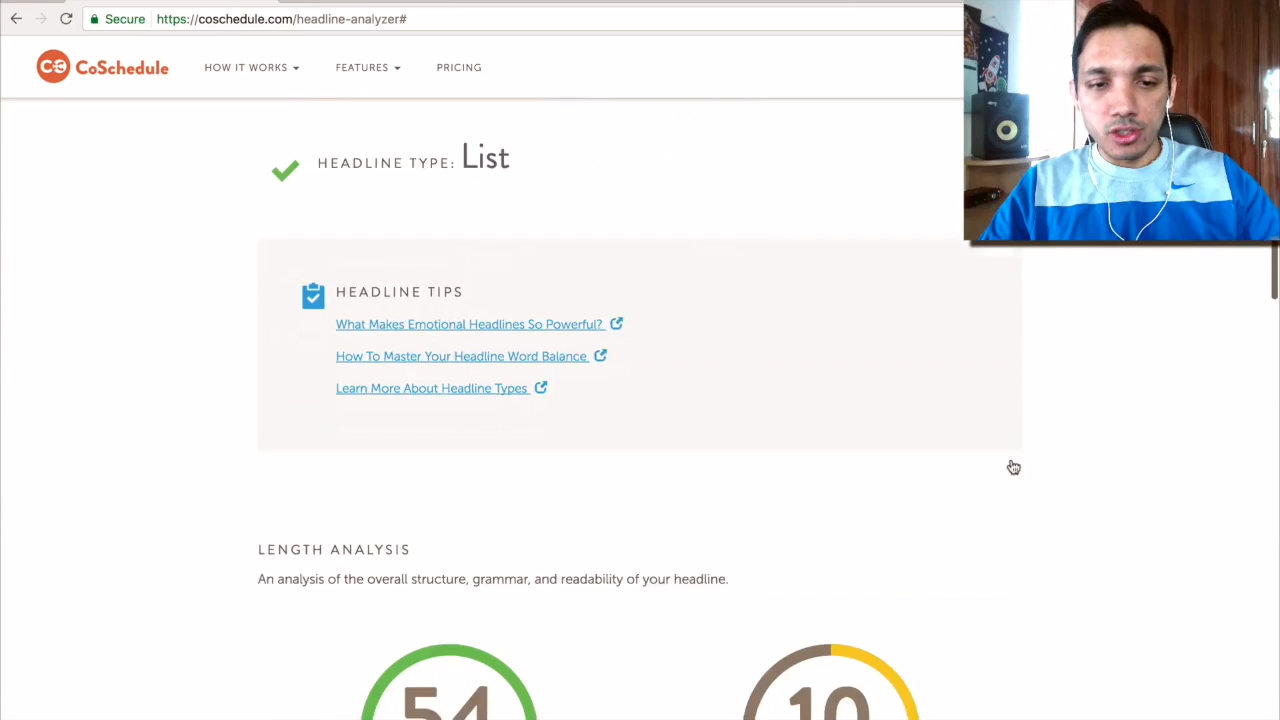 Secure https://coschedule.com/headline-analyzer#
CoSchedule HOW IT WORKS FEATURES PRICING
HEADLINE TYPE: List
HEADLINE TIPS
What Makes Emotional Headlines So Powerful?
How To Master Your Headline Word Balance
Learn More About Headline Types
LENGTH ANALYSIS
An analysis of the overall structure, grammar, and readability of your headline.
54 10